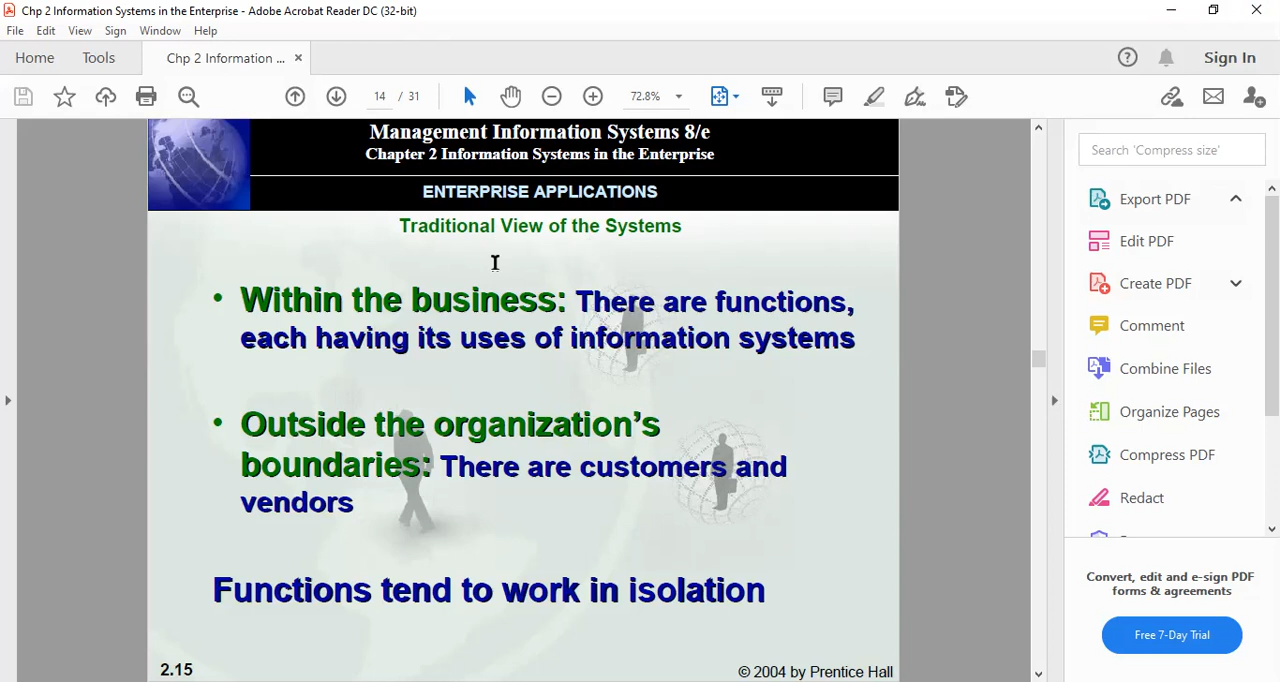 Chp 2 Information Systems in the Enterprise - Adobe Acrobat Reader DC (32-bit)
File Edit View Sign Window Help
Home Tools Chp 2 Information ... × Sign In
14 / 31 72.8%
Management Information Systems 8/e
Chapter 2 Information Systems in the Enterprise
ENTERPRISE APPLICATIONS
Traditional View of the Systems
• Within the business: There are functions,
each having its uses of information systems
• Outside the organization’s
boundaries: There are customers and
vendors
Functions tend to work in isolation
2.15
© 2004 by Prentice Hall
Search 'Compress size'
Export PDF
Edit PDF
Create PDF
Comment
Combine Files
Organize Pages
Compress PDF
Redact
Convert, edit and e-sign PDF
forms & agreements
Free 7-Day Trial